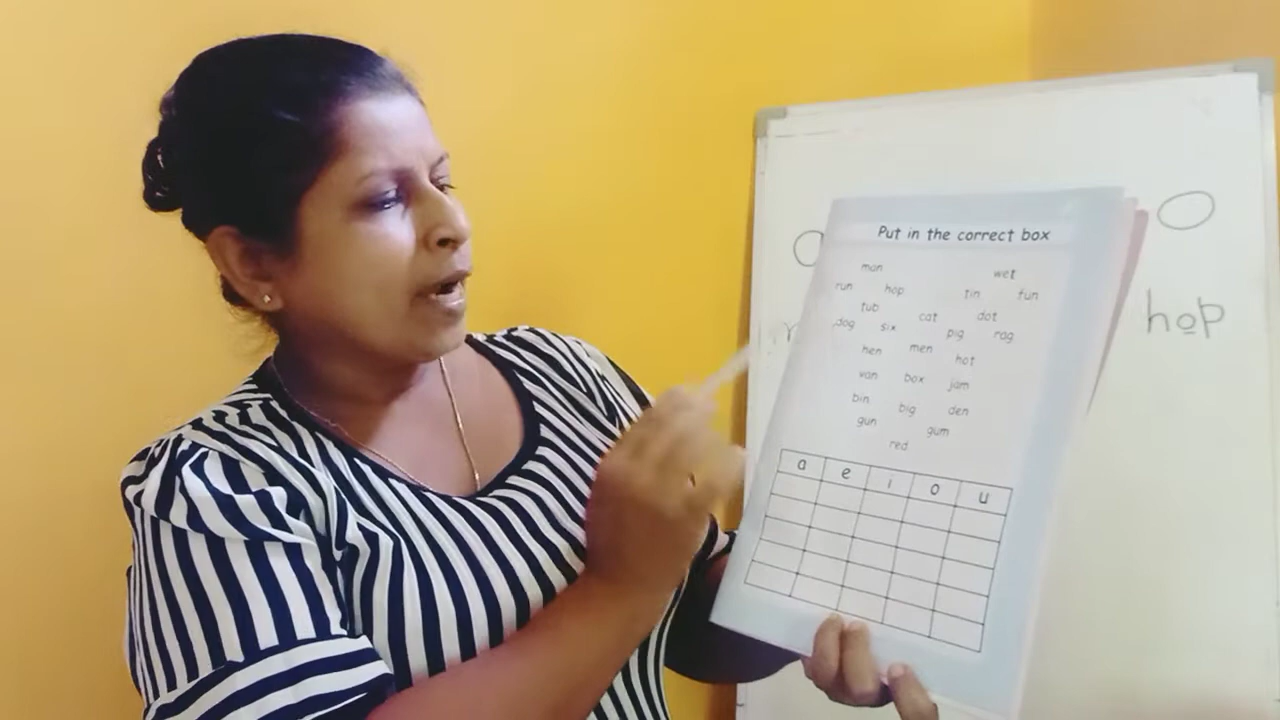 Put in the correct box
man wet
run hop tin fun
tub cat dot
dog six pig rag
hen men hot
van box jam
bin big den
gun gum
red
a e i o u
hop